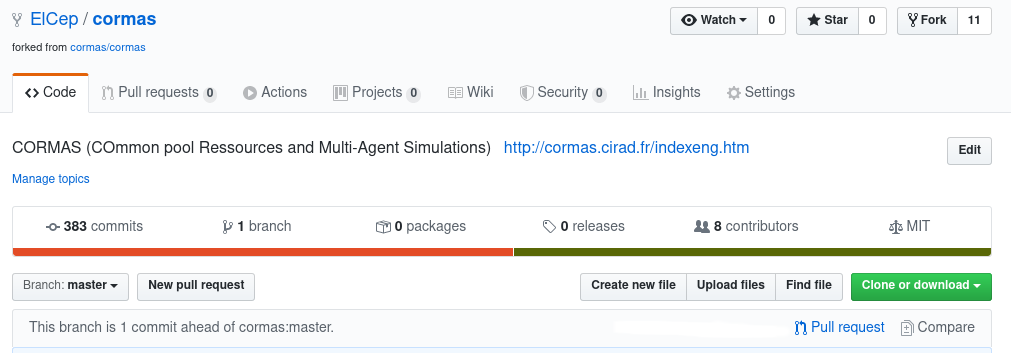 ElCep / cormas
Watch 0 Star 0 Fork 11
forked from cormas/cormas
Code Pull requests 0 Actions Projects 0 Wiki Security 0 Insights Settings
CORMAS (COmmon pool Ressources and Multi-Agent Simulations) http://cormas.cirad.fr/indexeng.htm Edit
Manage topics
383 commits 1 branch 0 packages 0 releases 8 contributors MIT
Branch: master New pull request Create new file Upload files Find file Clone or download
This branch is 1 commit ahead of cormas:master. Pull request Compare